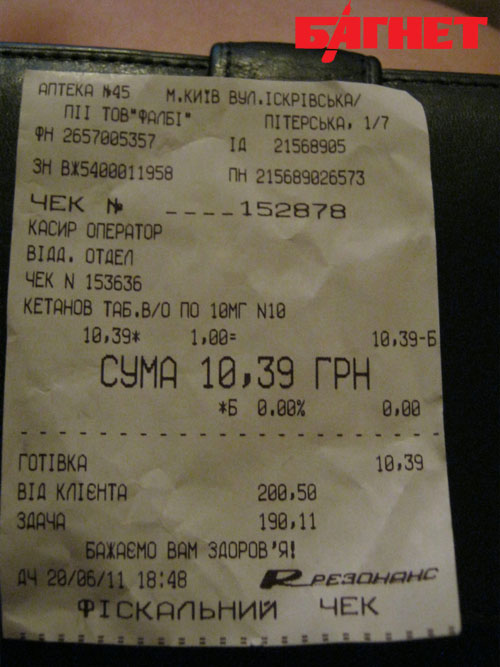 БАГНЕТ
АПТЕКА №45 М.КИЇВ ВУЛ.ІСКРІВСЬКА/
ПІІ ТОВ"ФАЛБІ" ПІТЕРСЬКА, 1/7
ФН 2657005357 ІД 21568905
ЗН ВЖ5400011958 ПН 215689026573
ЧЕК № ____152878
КАСИР ОПЕРАТОР
ВІДД. ОТДЕЛ
ЧЕК N 153636
КЕТАНОВ ТАБ.В/О ПО 10МГ N10
10,39* 1,00= 10,39-Б
СУМА 10,39 ГРН
*Б 0.00% 0,00
ГОТІВКА 10,39
ВІД КЛІЄНТА 200,50
ЗДАЧА 190,11
БАЖАЄМО ВАМ ЗДОРОВ'Я!
ДЧ 20/06/11 18:48 РЕЗОНАНС
ФІСКАЛЬНИЙ ЧЕК